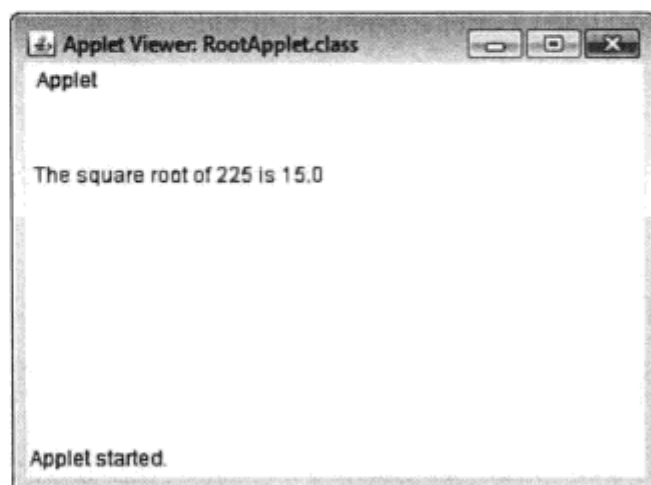 Applet Viewer: RootApplet.class
Applet
The square root of 225 is 15.0
Applet started.